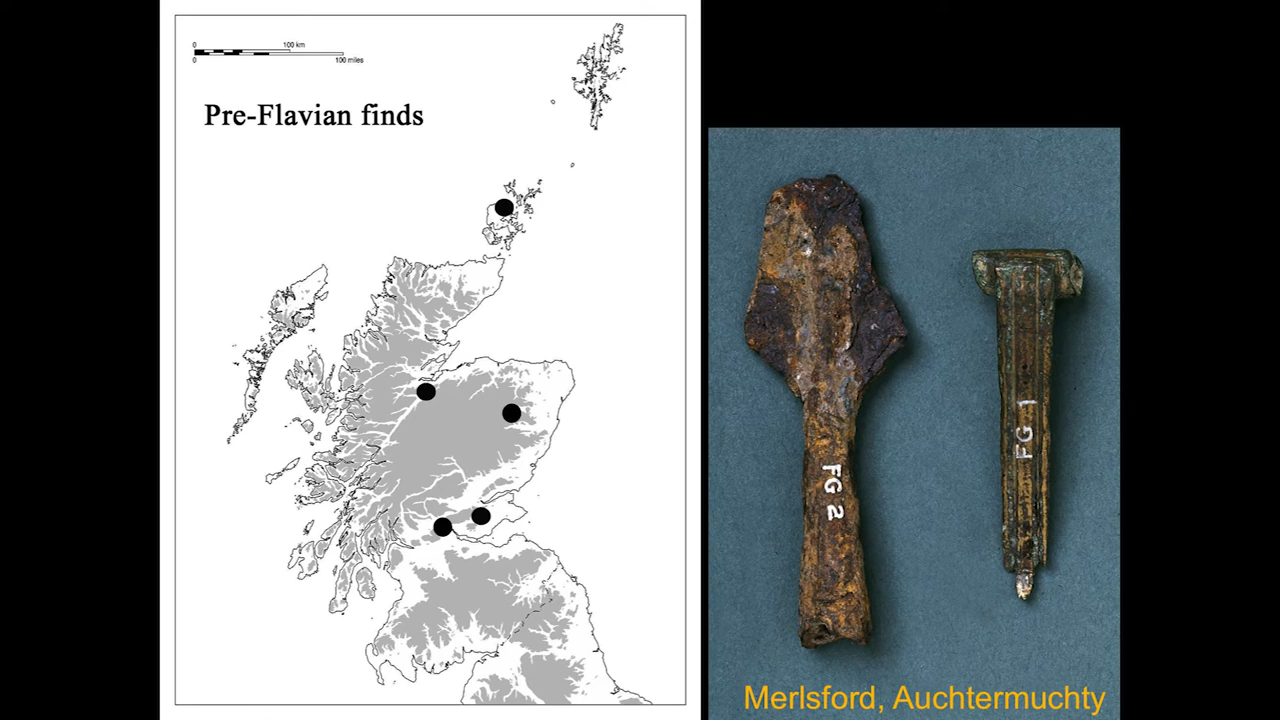 0 100 km
0 100 miles
Pre-Flavian finds
FG 2
FG 1
Merlsford, Auchtermuchty